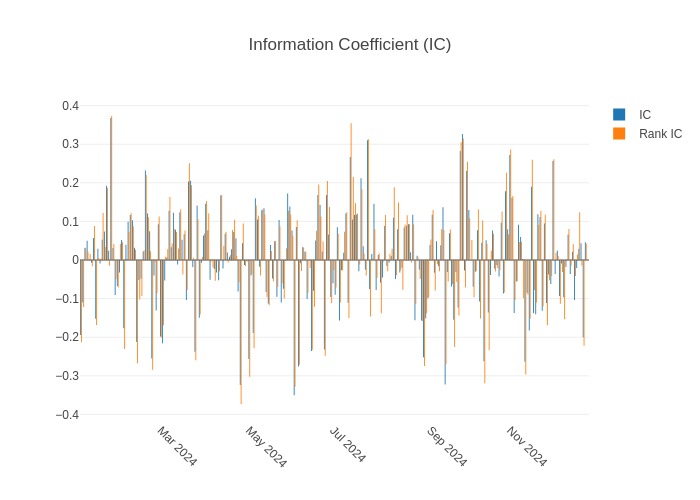 Information Coefficient (IC)
0.4
0.3
0.2
0.1
0
−0.1
−0.2
−0.3
−0.4
Mar 2024
May 2024
Jul 2024
Sep 2024
Nov 2024
IC
Rank IC